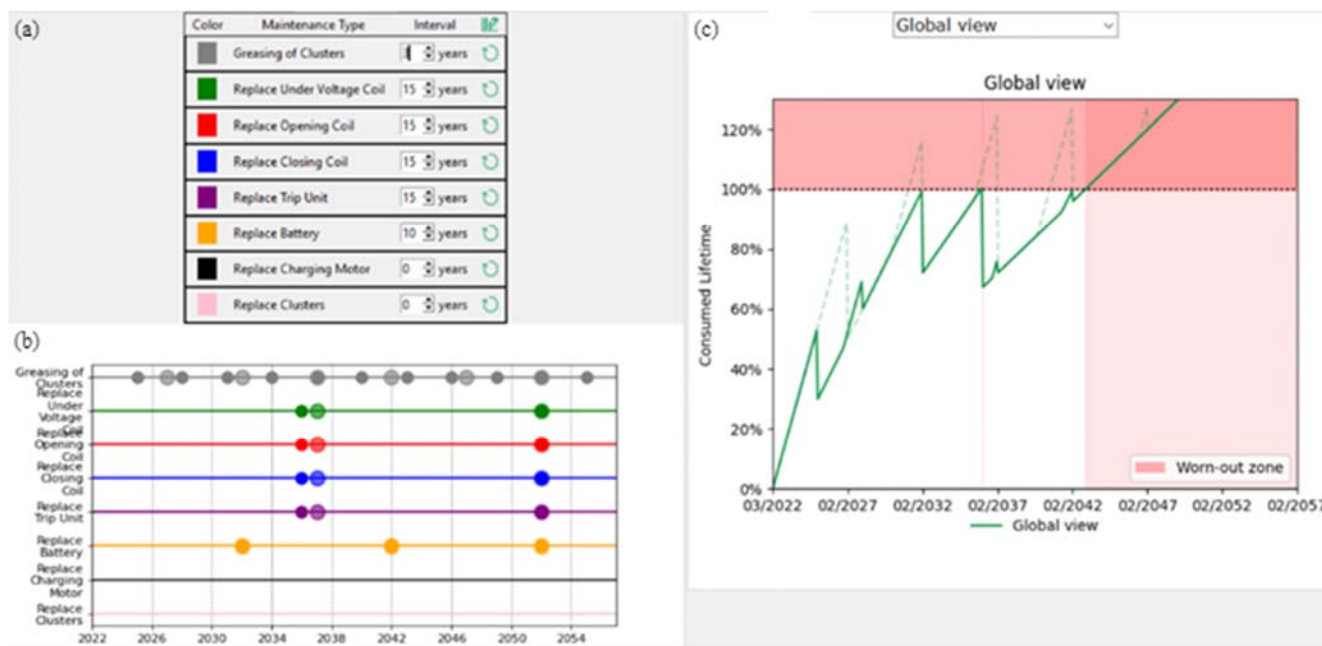 (a)
Color Maintenance Type Interval
Greasing of Clusters years
Replace Under Voltage Coil 15 years
Replace Opening Coil 15 years
Replace Closing Coil 15 years
Replace Trip Unit 15 years
Replace Battery 10 years
Replace Charging Motor 0 years
Replace Clusters 0 years
(b)
Greasing of
Clusters
Replace
Under
Voltage
Coil
Replace
Opening
Coil
Replace
Closing
Coil
Replace
Trip Unit
Replace
Battery
Replace
Charging
Motor
Replace
Clusters
2022 2026 2030 2034 2038 2042 2046 2050 2054
(c)
Global view
Global view
Consumed Lifetime
120%
100%
80%
60%
40%
20%
0%
Worn-out zone
03/2022 02/2027 02/2032 02/2037 02/2042 02/2047 02/2052 02/2057
Global view